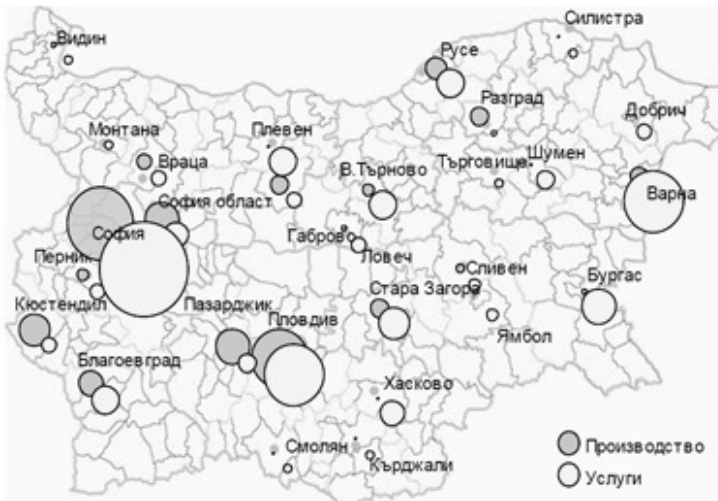 Силистра
Видин
Русе
Разград
Добрич
Монтана
Плевен
Враца
В.Търново
Търговище
Шумен
Варна
София област
София
Габрово
Ловеч
Перник
Сливен
Бургас
Стара Загора
Кюстендил
Пазарджик
Пловдив
Ямбол
Благоевград
Хасково
Смолян
Кърджали
Производство
Услуги